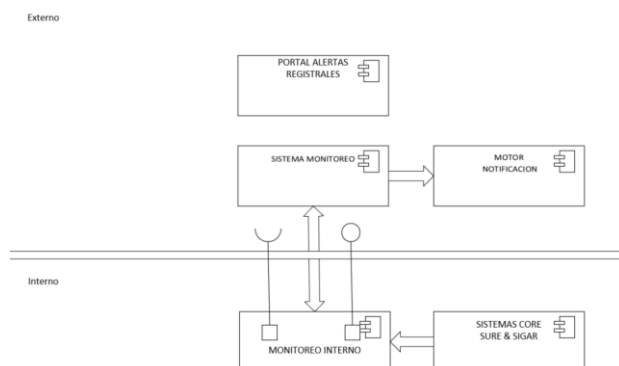 Externo
PORTAL ALERTAS
REGISTRALES
SISTEMA MONITOREO
MOTOR
NOTIFICACION
Interno
MONITOREO INTERNO
SISTEMAS CORE
SURE & SIGAR